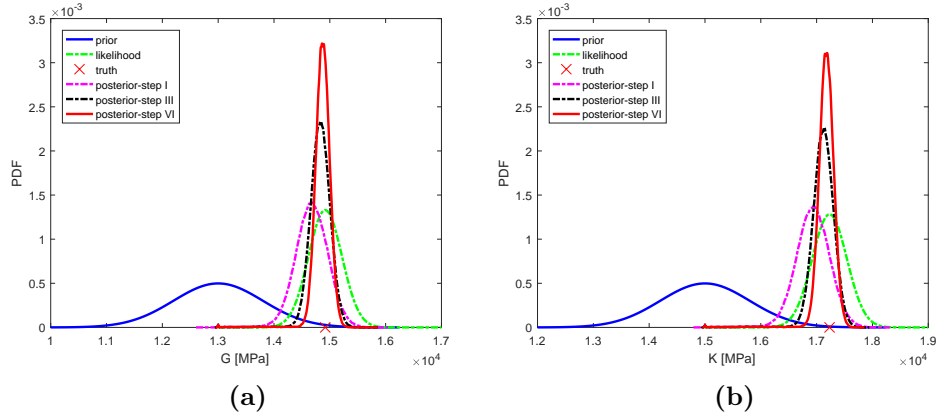 ×10⁻³
3.5
3
2.5
2
1.5
1
0.5
0
PDF
prior
likelihood
truth
posterior-step I
posterior-step III
posterior-step VI
1 1.1 1.2 1.3 1.4 1.5 1.6 1.7
G [MPa]
×10⁴
(a)
×10⁻³
3.5
3
2.5
2
1.5
1
0.5
0
PDF
prior
likelihood
truth
posterior-step I
posterior-step III
posterior-step VI
1.2 1.3 1.4 1.5 1.6 1.7 1.8 1.9
K [MPa]
×10⁴
(b)